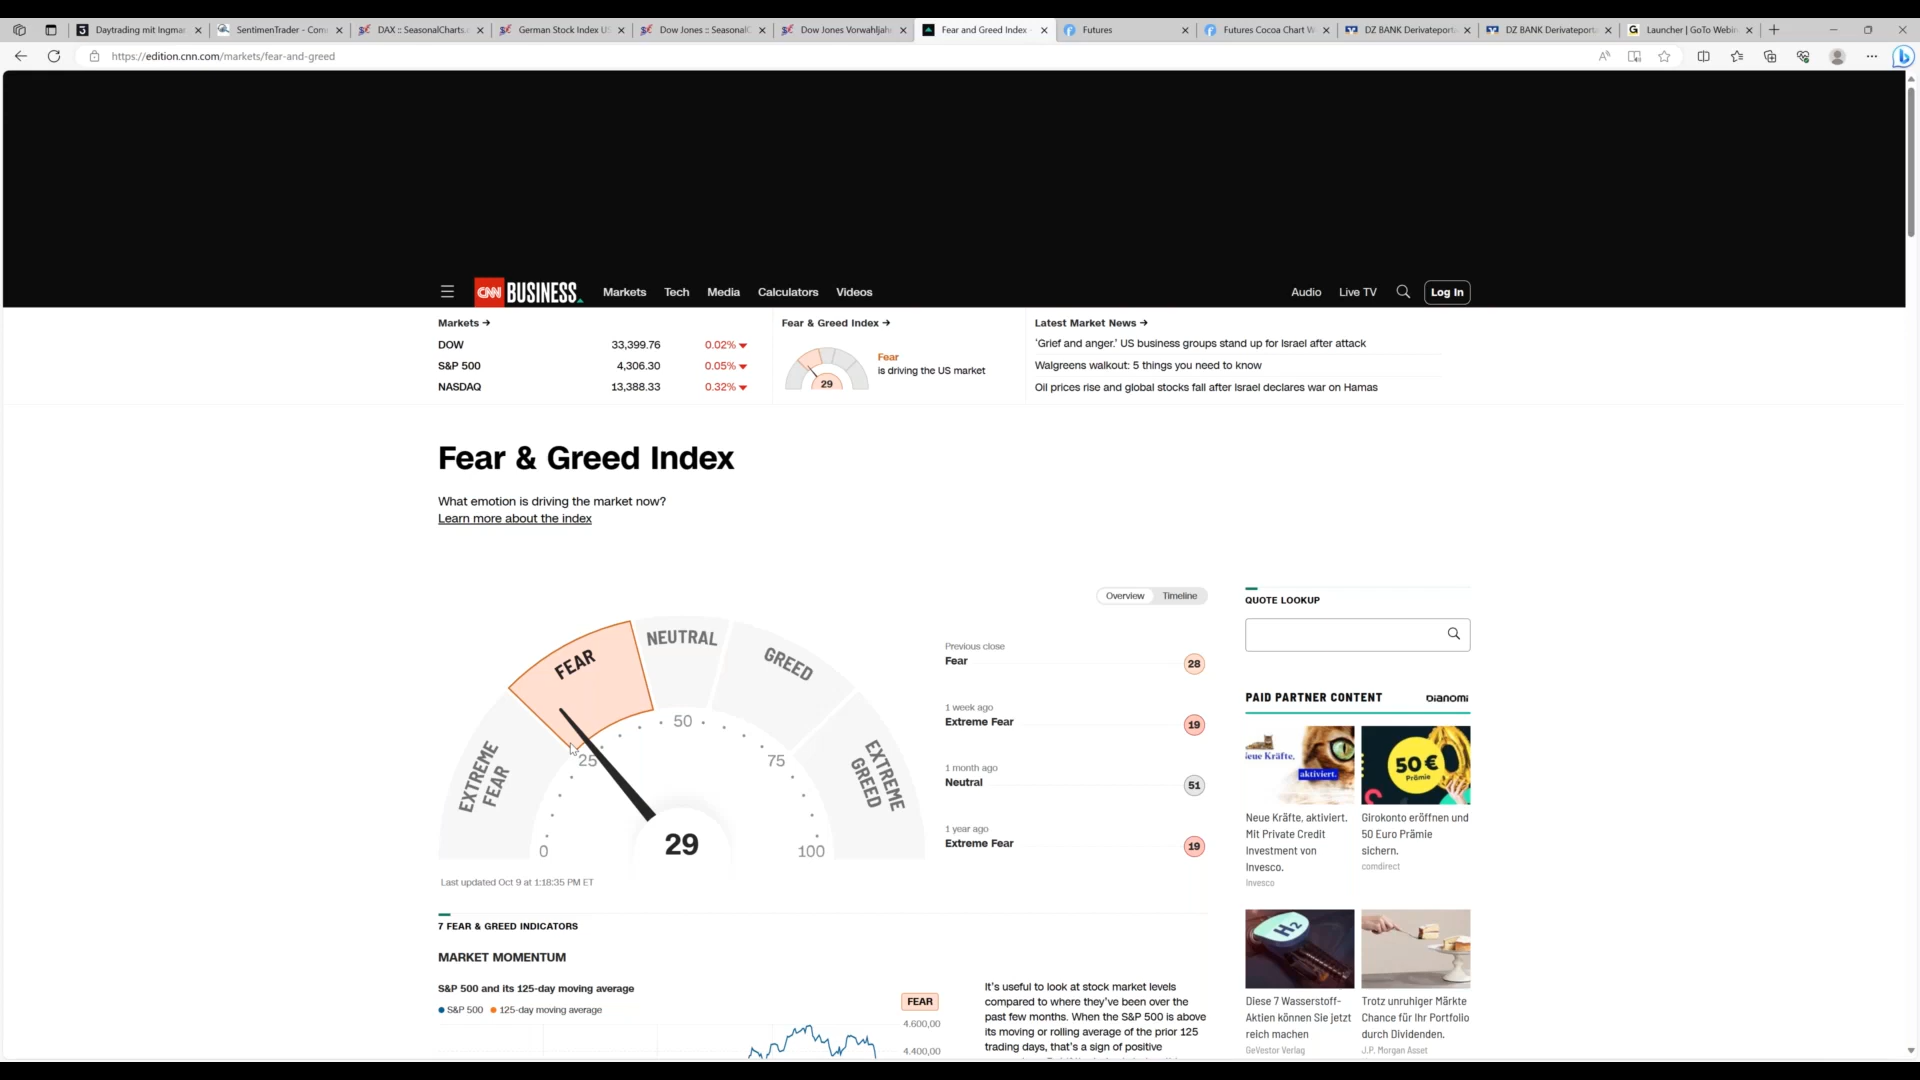 Daytrading mit Ingmar
SentimenTrader - Com
DAX :: SeasonalCharts.
German Stock Index U
Dow Jones :: SeasonalC
Dow Jones Vorwahljahr
Fear and Greed Index -
Futures
Futures Cocoa Chart W
DZ BANK Derivateport
DZ BANK Derivateport
Launcher | GoTo Webin
https://edition.cnn.com/markets/fear-and-greed
CNN BUSINESS
Markets
Tech
Media
Calculators
Videos
Audio
Live TV
Log In
Markets →
DOW 33,399.76 0.02%
S&P 500 4,306.30 0.05%
NASDAQ 13,388.33 0.32%
Fear & Greed Index →
29
Fear
is driving the US market
Latest Market News →
'Grief and anger.' US business groups stand up for Israel after attack
Walgreens walkout: 5 things you need to know
Oil prices rise and global stocks fall after Israel declares war on Hamas
Fear & Greed Index
What emotion is driving the market now?
Learn more about the index
Overview
Timeline
EXTREME
FEAR
FEAR
NEUTRAL
GREED
EXTREME
GREED
0
25
50
75
100
29
Last updated Oct 9 at 1:18:35 PM ET
Previous close
Fear 28
1 week ago
Extreme Fear 19
1 month ago
Neutral 51
1 year ago
Extreme Fear 19
7 FEAR & GREED INDICATORS
MARKET MOMENTUM
S&P 500 and its 125-day moving average
S&P 500 125-day moving average
FEAR
4.600,00
4.400,00
It's useful to look at stock market levels
compared to where they've been over the
past few months. When the S&P 500 is above
its moving or rolling average of the prior 125
trading days, that's a sign of positive
QUOTE LOOKUP
PAID PARTNER CONTENT
Dianomi
Neue Kräfte,
aktiviert.
Neue Kräfte, aktiviert.
Mit Private Credit
Investment von
Invesco.
Invesco
50 €
Prämie
Girokonto eröffnen und
50 Euro Prämie
sichern.
comdirect
H2
Diese 7 Wasserstoff-
Aktien können Sie jetzt
reich machen
GeVestor Verlag
Trotz unruhiger Märkte
Chance für Ihr Portfolio
durch Dividenden.
J.P. Morgan Asset